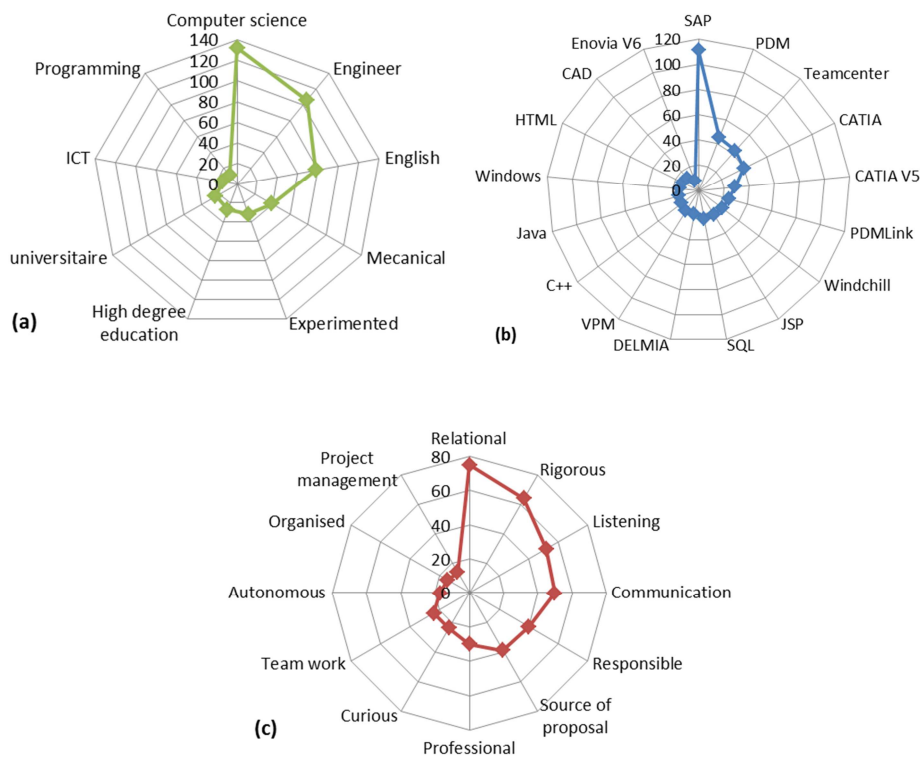 Computer science
140
120
100
80
60
40
20
0
Engineer
English
Mecanical
Experimented
High degree
education
universitaire
ICT
Programming
(a)
SAP
120
100
80
60
40
20
0
PDM
Teamcenter
CATIA
CATIA V5
PDMLink
Windchill
JSP
SQL
DELMIA
VPM
C++
Java
Windows
HTML
CAD
Enovia V6
(b)
Relational
80
60
40
20
0
Rigorous
Listening
Communication
Responsible
Source of
proposal
Professional
Curious
Team work
Autonomous
Organised
Project
management
(c)